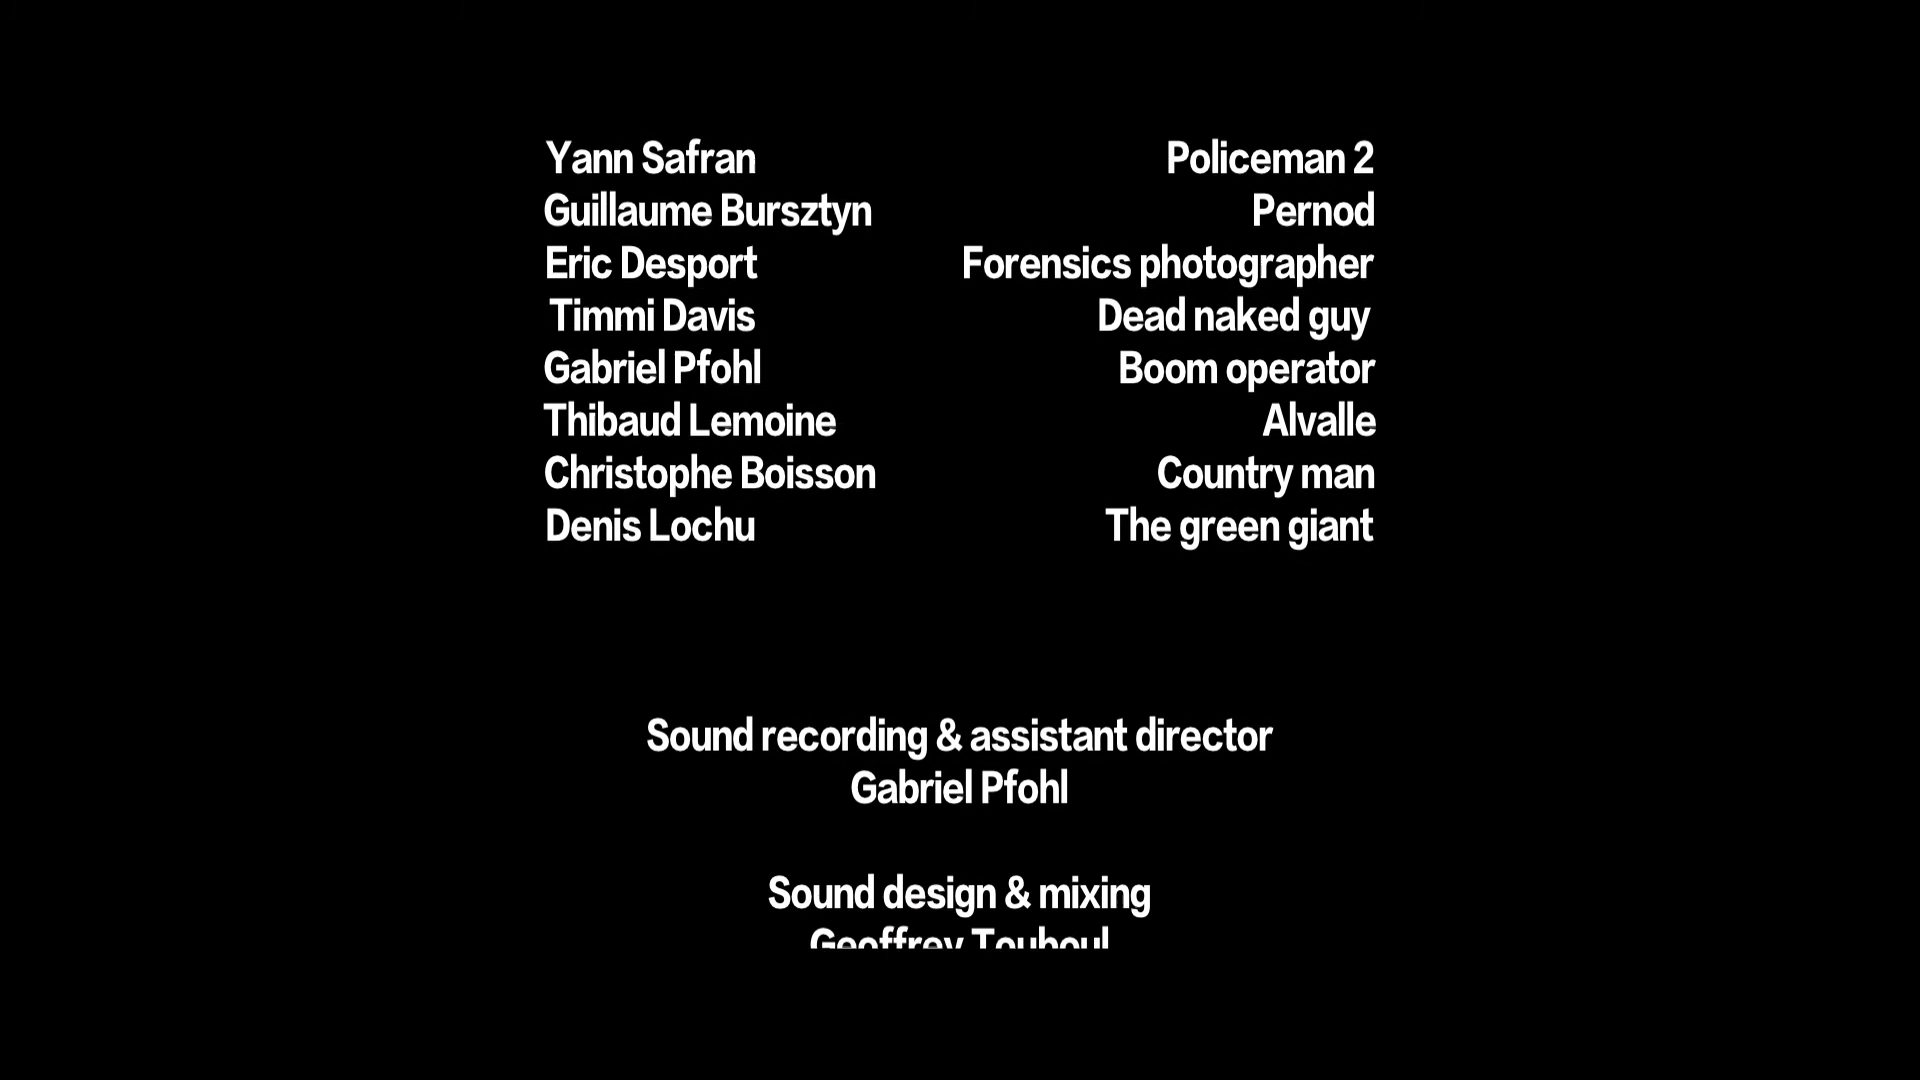 Yann Safran Policeman 2
Guillaume Bursztyn Pernod
Eric Desport Forensics photographer
Timmi Davis Dead naked guy
Gabriel Pfohl Boom operator
Thibaud Lemoine Alvalle
Christophe Boisson Country man
Denis Lochu The green giant
Sound recording & assistant director
Gabriel Pfohl
Sound design & mixing
Geoffrey Touboul